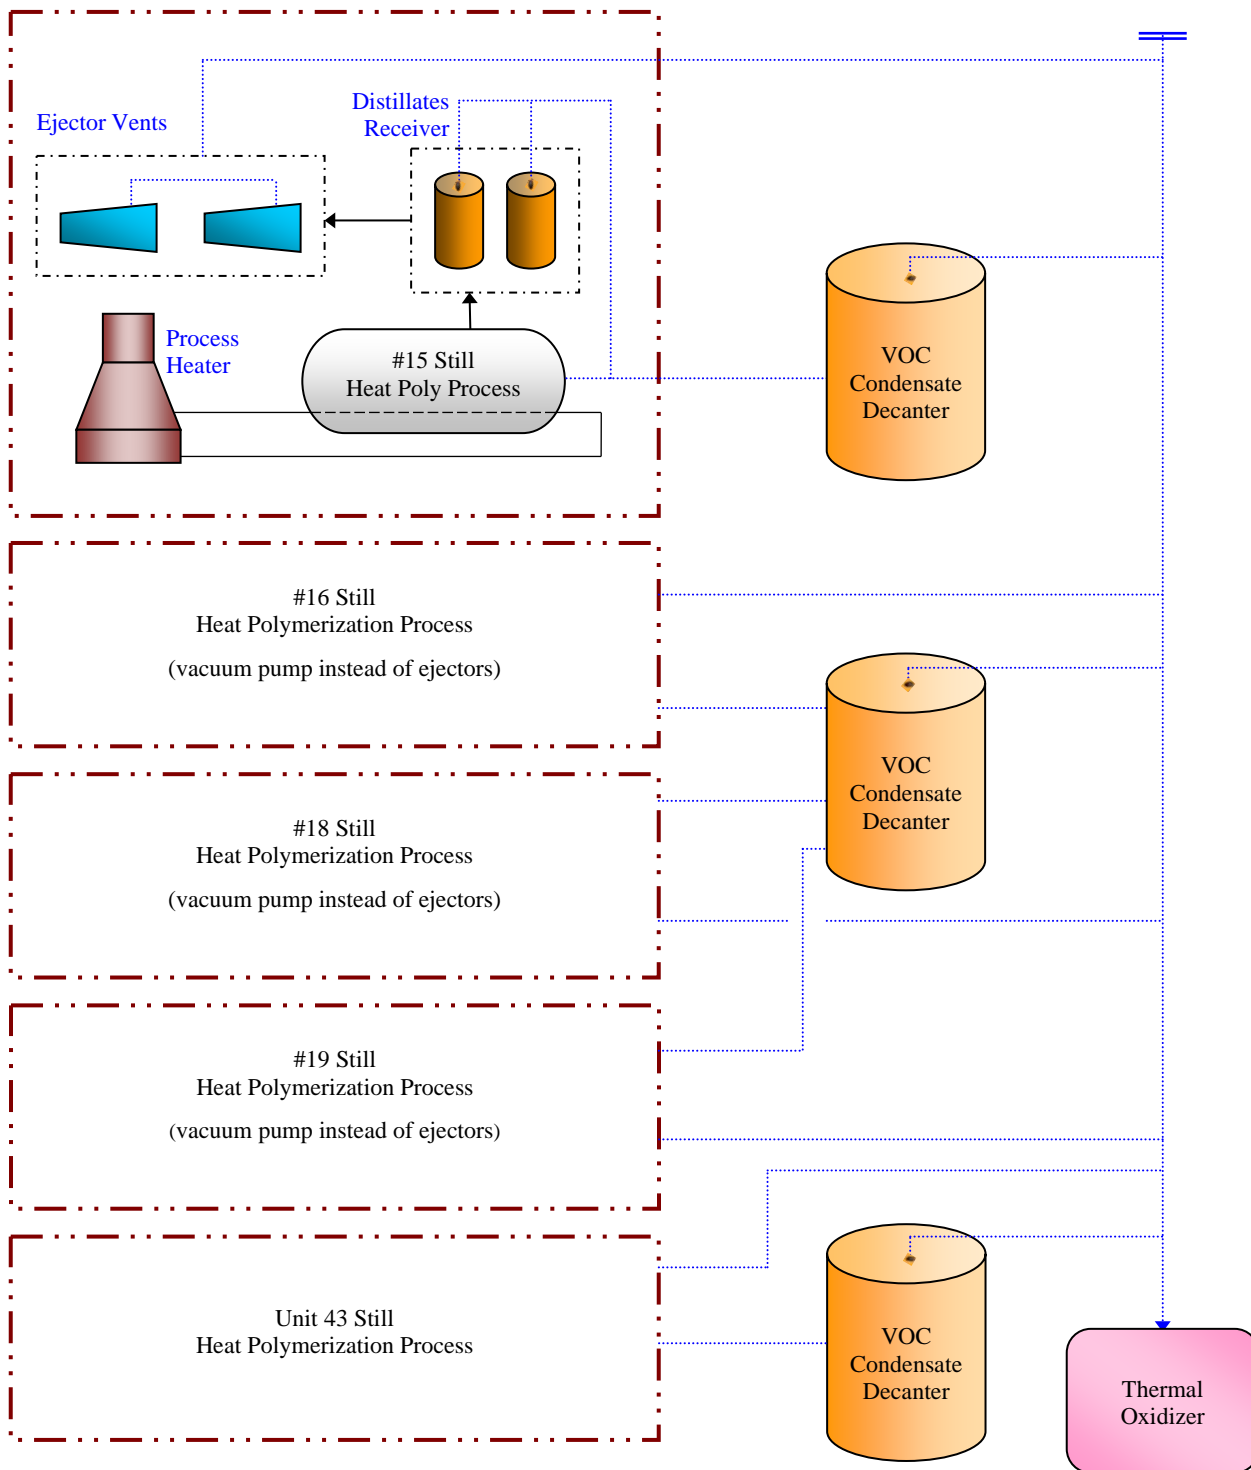 Distillates
Receiver
Ejector Vents
Process
Heater
#15 Still
Heat Poly Process
VOC
Condensate
Decanter
#16 Still
Heat Polymerization Process
(vacuum pump instead of ejectors)
VOC
Condensate
Decanter
#18 Still
Heat Polymerization Process
(vacuum pump instead of ejectors)
#19 Still
Heat Polymerization Process
(vacuum pump instead of ejectors)
Unit 43 Still
Heat Polymerization Process
VOC
Condensate
Decanter
Thermal
Oxidizer